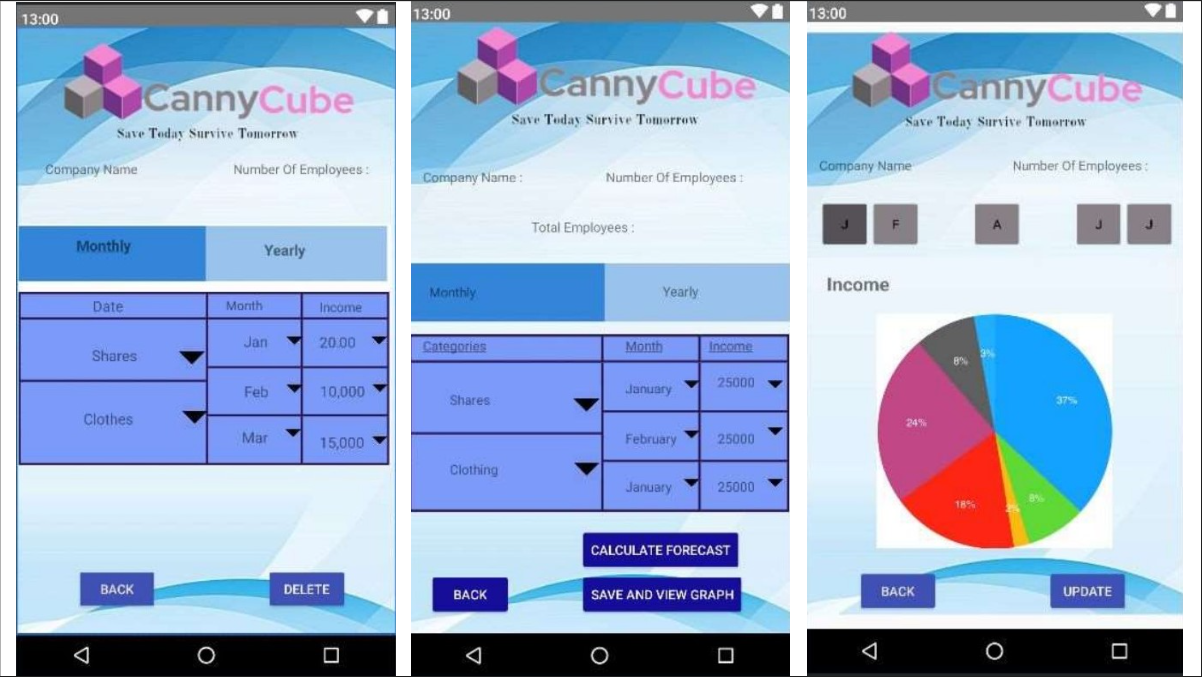 13:00
CannyCube
Save Today Survive Tomorrow
Company Name Number Of Employees :
Monthly Yearly
Date Month Income
Shares Jan 20.00
Feb 10,000
Clothes
Mar 15,000
BACK DELETE
13:00
CannyCube
Save Today Survive Tomorrow
Company Name : Number Of Employees :
Total Employees :
Monthly Yearly
Categories Month Income
January 25000
Shares
February 25000
Clothing
January 25000
CALCULATE FORECAST
BACK SAVE AND VIEW GRAPH
13:00
CannyCube
Save Today Survive Tomorrow
Company Name Number Of Employees :
J F A J J
Income
3%
8%
37%
24%
8%
18%
2%
BACK UPDATE